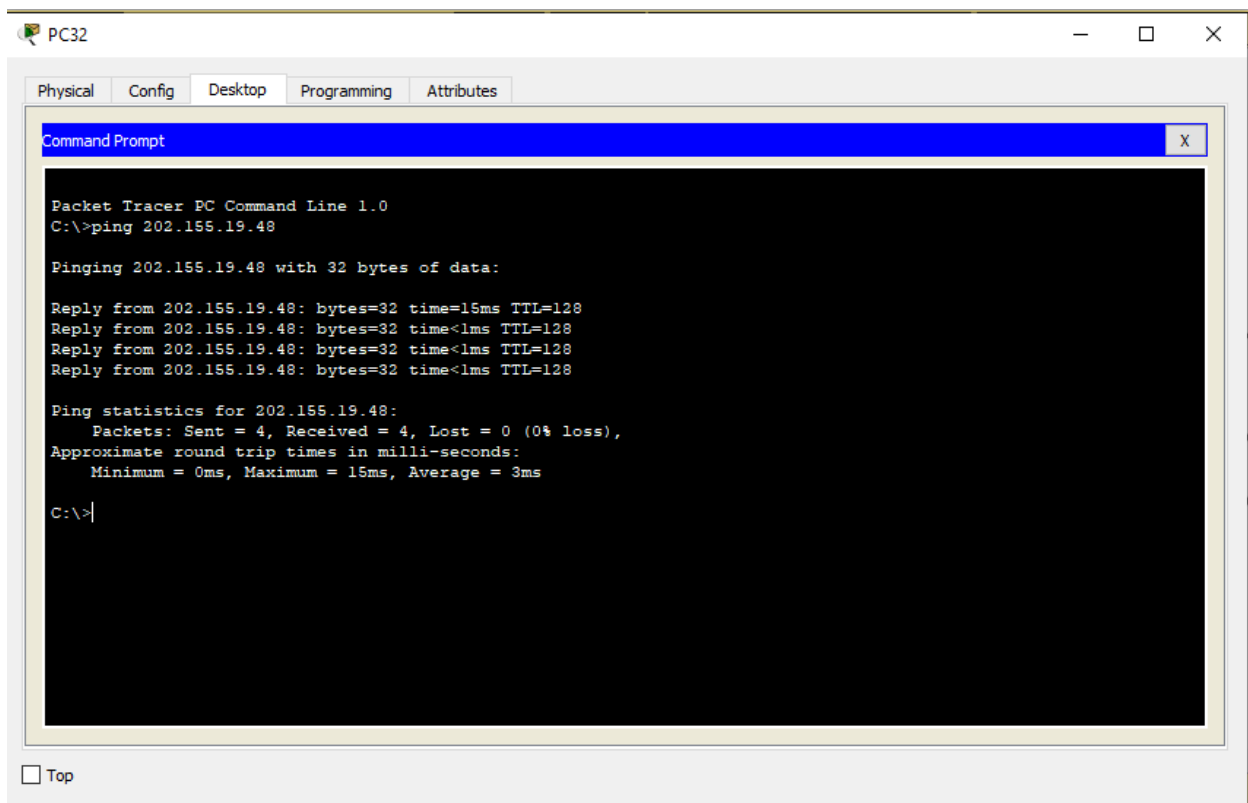 PC32
Physical Config Desktop Programming Attributes
Command Prompt X
Packet Tracer PC Command Line 1.0
C:\>ping 202.155.19.48
Pinging 202.155.19.48 with 32 bytes of data:
Reply from 202.155.19.48: bytes=32 time=15ms TTL=128
Reply from 202.155.19.48: bytes=32 time<1ms TTL=128
Reply from 202.155.19.48: bytes=32 time<1ms TTL=128
Reply from 202.155.19.48: bytes=32 time<1ms TTL=128
Ping statistics for 202.155.19.48:
Packets: Sent = 4, Received = 4, Lost = 0 (0% loss),
Approximate round trip times in milli-seconds:
Minimum = 0ms, Maximum = 15ms, Average = 3ms
C:\>
Top